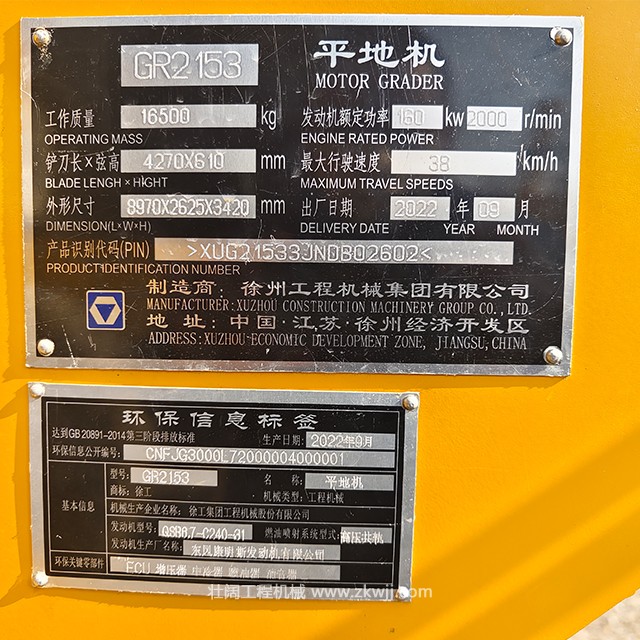 GR2153 平地机
MOTOR GRADER
工作质量 16500 kg 发动机额定功率 160 kw 2000 r/min
OPERATING MASS ENGINE RATED POWER
铲刀长×弦高 4270X610 mm 最大行驶速度 38 km/h
BLADE LENGH × HIGHT MAXIMUM TRAVEL SPEEDS
外形尺寸 8970X2625X3420 mm 出厂日期 2022 年 09 月
DIMENSION(L×W×H) DELIVERY DATE YEAR MONTH
产品识别代码(PIN) >XUG21533JNDB02602<
PRODUCT IDENTIFICATION NUMBER
制造商: 徐州工程机械集团有限公司
MANUFACTURER: XUZHOU CONSTRUCTION MACHINERY GROUP CO., LTD.
地 址: 中国·江苏·徐州经济开发区
ADDRESS: XUZHOU ECONOMIC DEVELOPMENT ZONE, JIANGSU, CHINA
环保信息标签
达到GB 20891-2014第三阶段排放标准 生产日期: 2022年9月
环保信息公开编号: CNFJG3000L72000004000001
基本信息
型号: GR2153 名 称: 平地机
商标: 徐工 机械类型: 工程机械
机械生产企业名称: 徐工集团工程机械股份有限公司
发动机型号: QSB6.7-C240-31 燃油喷射系统型式: 高压共轨
发动机生产厂名称: 东风康明斯发动机有限公司
环保关键零部件 ECU 增压器
壮阔工程机械 www.zkwjj.com